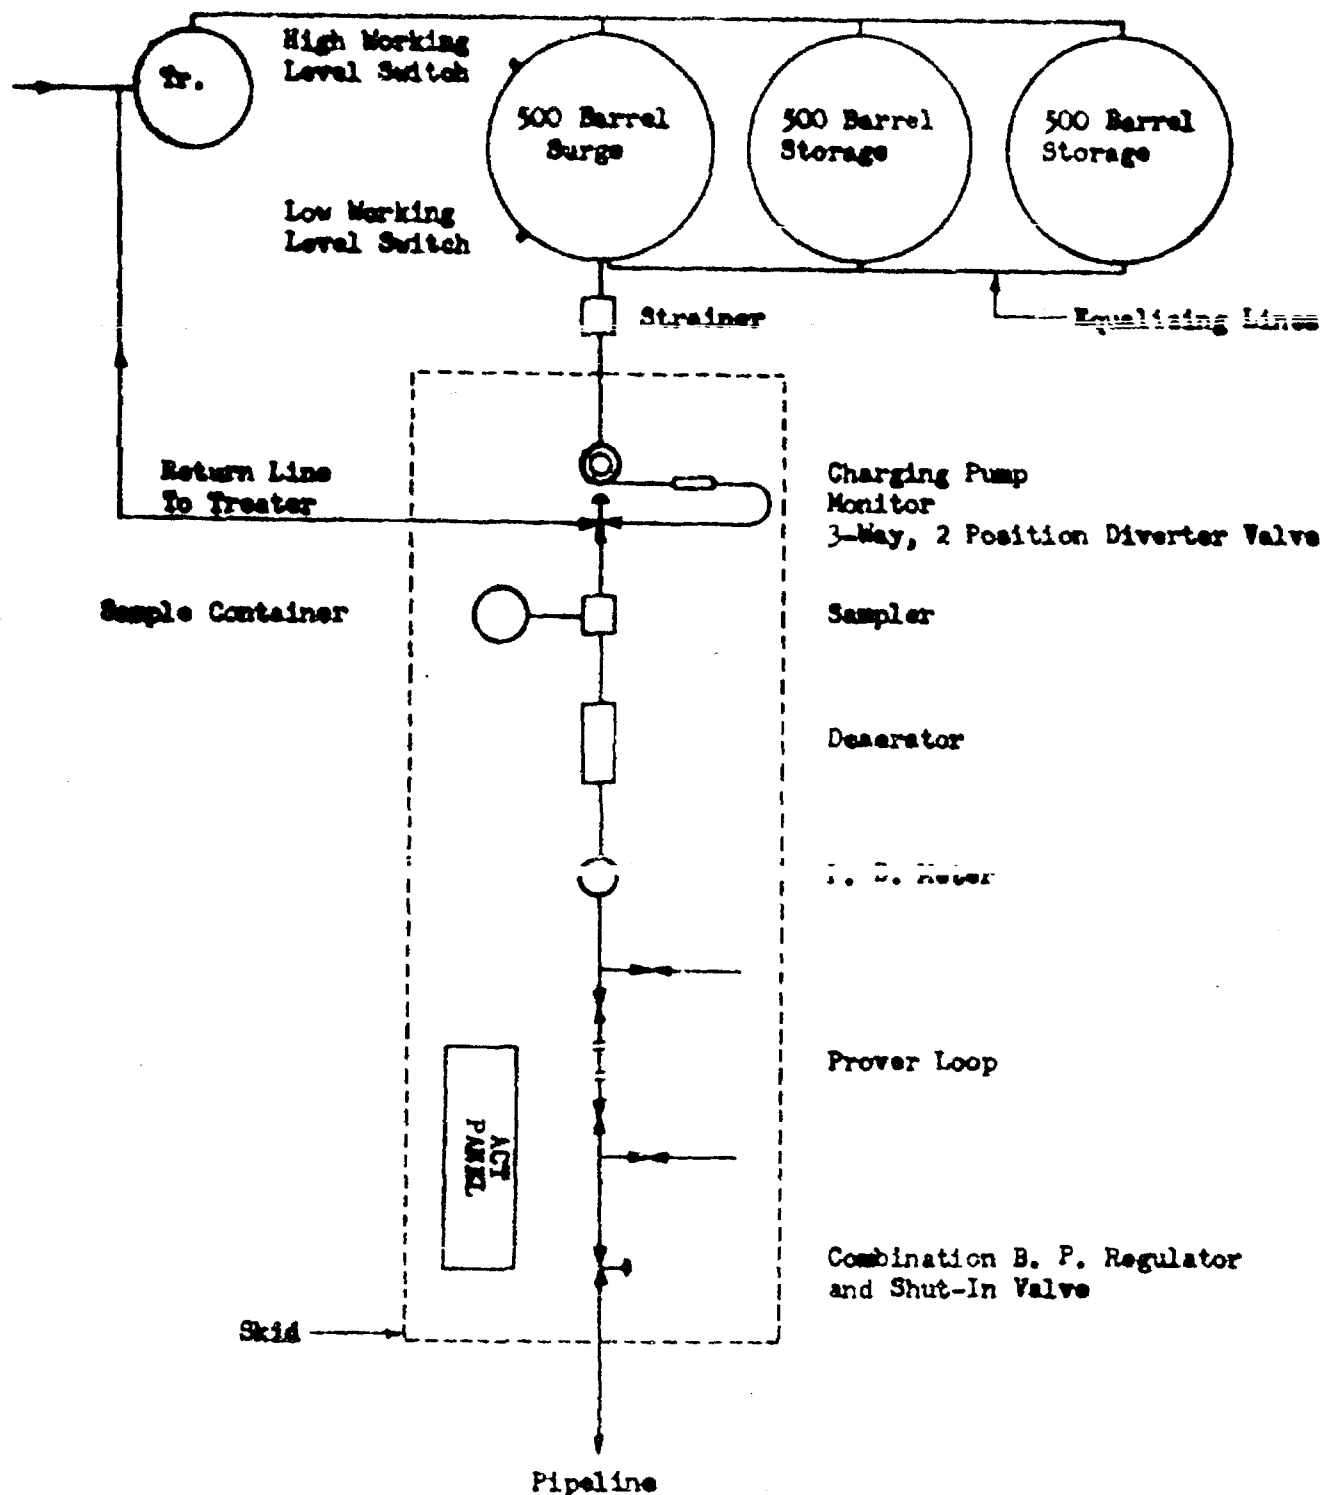 High Working
Level Switch
Tr.
500 Barrel
Surge
500 Barrel
Storage
500 Barrel
Storage
Low Working
Level Switch
Strainer
Equalizing Lines
Return Line
To Treater
Charging Pump
Monitor
3-Way, 2 Position Diverter Valve
Sample Container
Sampler
Deaerator
P. D. Meter
Prover Loop
ACT
PANEL
Combination B. P. Regulator
and Shut-In Valve
Skid
Pipeline